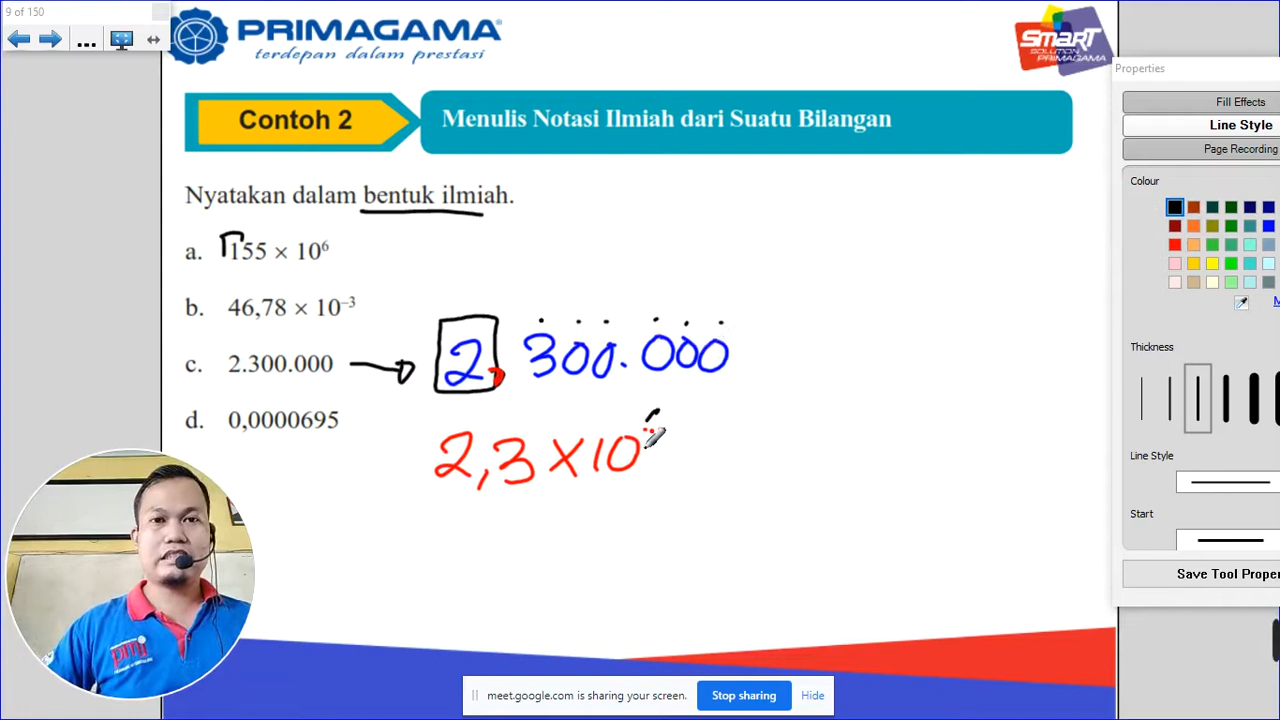 9 of 150
PRIMAGAMA
terdepan dalam prestasi
SMART
SOLUTION
PRIMAGAMA
Properties
Fill Effects
Line Style
Page Recording
Colour
Thickness
Line Style
Start
Save Tool Proper
Contoh 2
Menulis Notasi Ilmiah dari Suatu Bilangan
Nyatakan dalam bentuk ilmiah.
a. 155 × 10⁶
b. 46,78 × 10⁻³
c. 2.300.000
d. 0,0000695
2,300.000
2,3 × 10
meet.google.com is sharing your screen.
Stop sharing
Hide